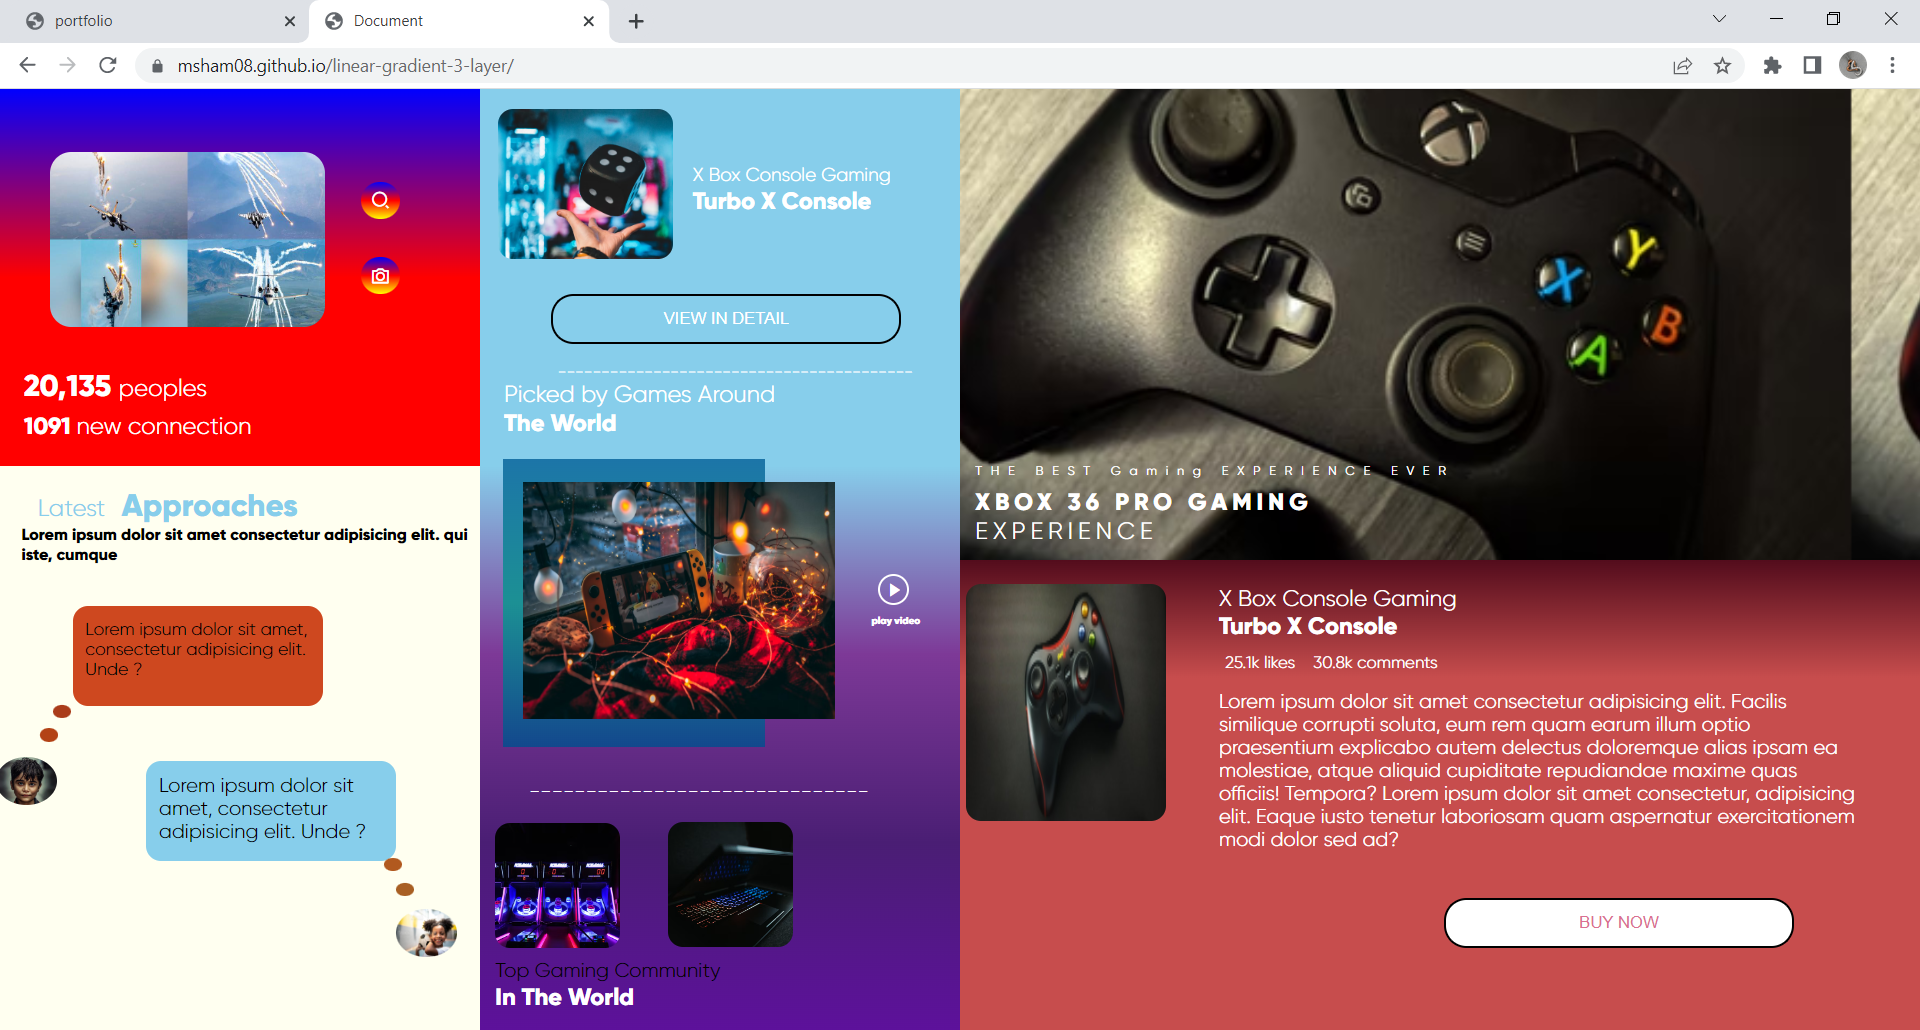 portfolio
Document
msham08.github.io/linear-gradient-3-layer/
20,135 peoples
1091 new connection
Latest Approaches
Lorem ipsum dolor sit amet consectetur adipisicing elit. qui
iste, cumque
Lorem ipsum dolor sit amet,
consectetur adipisicing elit.
Unde ?
Lorem ipsum dolor sit
amet, consectetur
adipisicing elit. Unde ?
X Box Console Gaming
Turbo X Console
VIEW IN DETAIL
Picked by Games Around
The World
play video
Top Gaming Community
In The World
Y
X
B
A
THE BEST Gaming EXPERIENCE EVER
XBOX 36 PRO GAMING
EXPERIENCE
X Box Console Gaming
Turbo X Console
25.1k likes 30.8k comments
Lorem ipsum dolor sit amet consectetur adipisicing elit. Facilis
similique corrupti soluta, eum rem quam earum illum optio
praesentium explicabo autem delectus doloremque alias ipsam ea
molestiae, atque aliquid cupiditate repudiandae maxime quas
officiis! Tempora? Lorem ipsum dolor sit amet consectetur, adipisicing
elit. Eaque iusto tenetur laboriosam quam aspernatur exercitationem
modi dolor sed ad?
BUY NOW